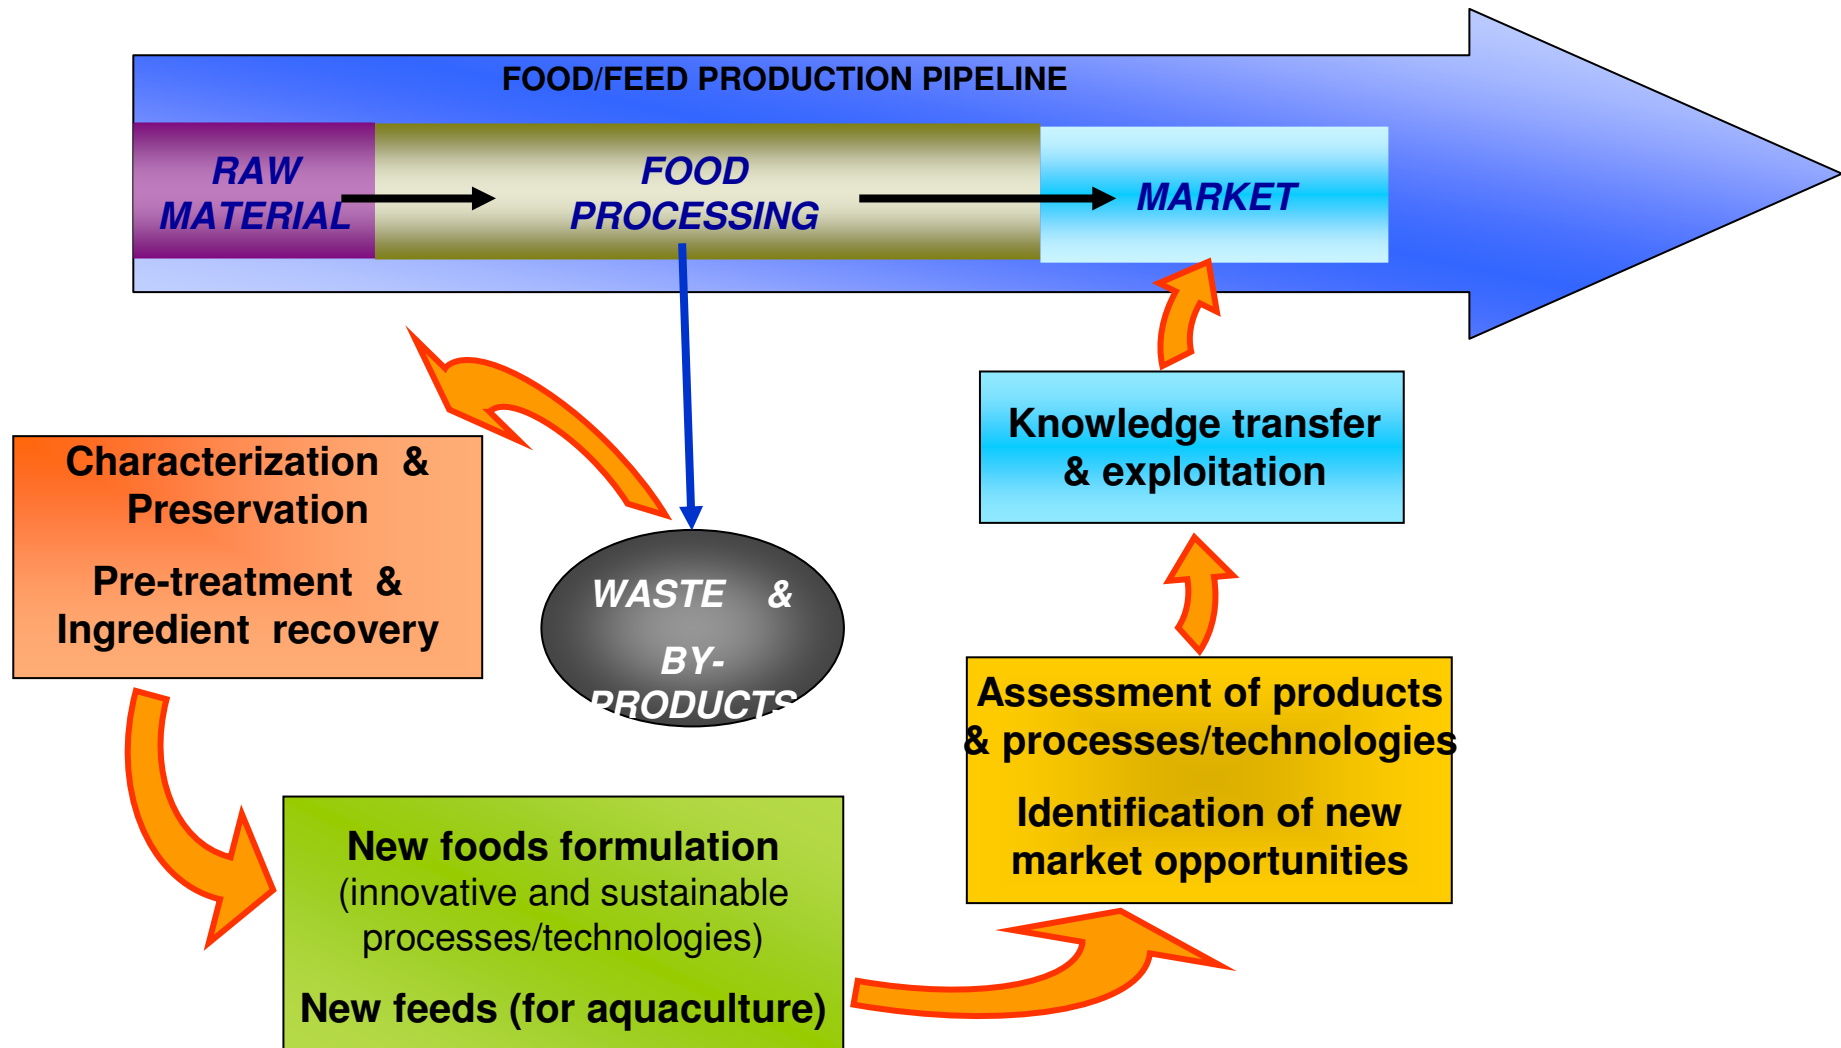 FOOD/FEED PRODUCTION PIPELINE
RAW
MATERIAL
FOOD
PROCESSING
MARKET
Characterization &
Preservation
Pre-treatment &
Ingredient recovery
WASTE &
BY-
PRODUCTS
Knowledge transfer
& exploitation
Assessment of products
& processes/technologies
Identification of new
market opportunities
New foods formulation
(innovative and sustainable
processes/technologies)
New feeds (for aquaculture)